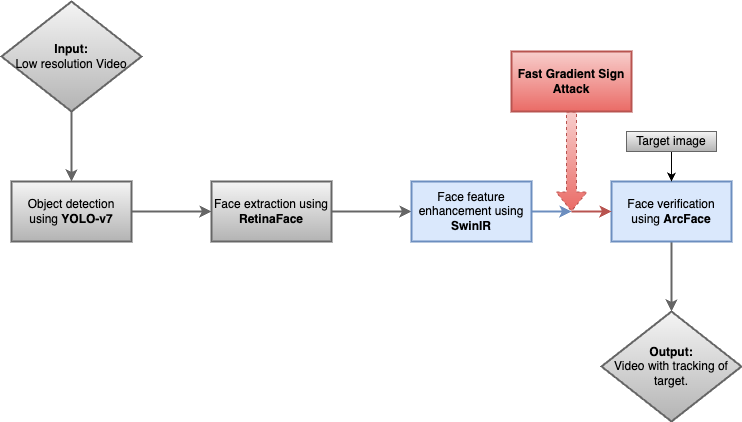 Input:
Low resolution Video
Fast Gradient Sign
Attack
Target image
Object detection
using YOLO-v7
Face extraction using
RetinaFace
Face feature
enhancement using
SwinIR
Face verification
using ArcFace
Output:
Video with tracking of
target.